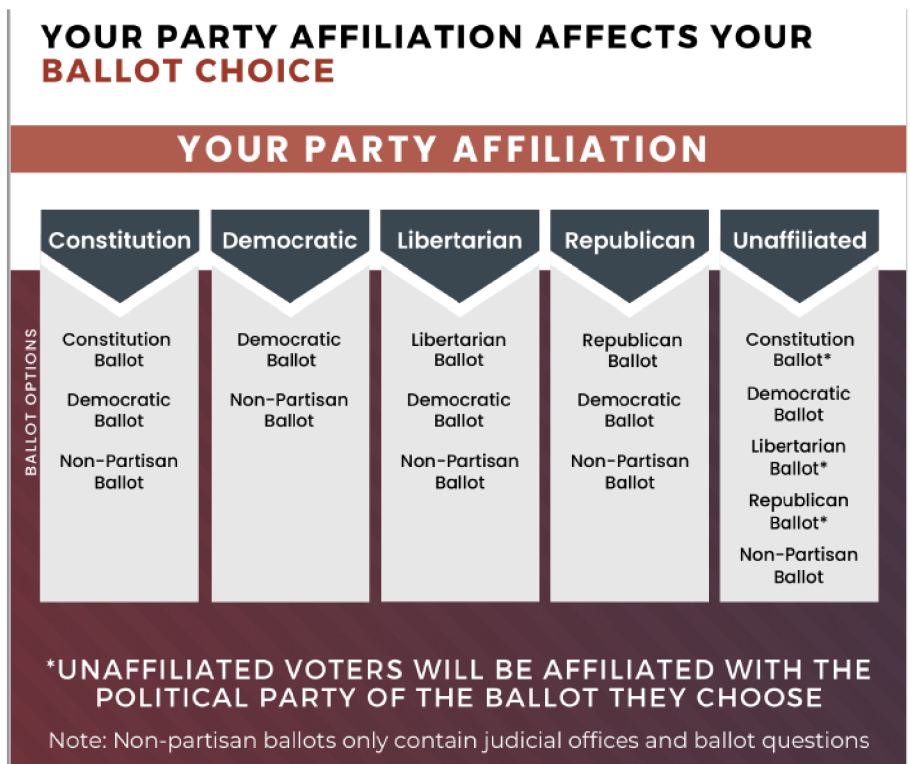 YOUR PARTY AFFILIATION AFFECTS YOUR
BALLOT CHOICE
YOUR PARTY AFFILIATION
Constitution
Democratic
Libertarian
Republican
Unaffiliated
BALLOT OPTIONS
Constitution
Ballot
Democratic
Ballot
Non-Partisan
Ballot
Democratic
Ballot
Non-Partisan
Ballot
Libertarian
Ballot
Democratic
Ballot
Non-Partisan
Ballot
Republican
Ballot
Democratic
Ballot
Non-Partisan
Ballot
Constitution
Ballot*
Democratic
Ballot
Libertarian
Ballot*
Republican
Ballot*
Non-Partisan
Ballot
*UNAFFILIATED VOTERS WILL BE AFFILIATED WITH THE
POLITICAL PARTY OF THE BALLOT THEY CHOOSE
Note: Non-partisan ballots only contain judicial offices and ballot questions